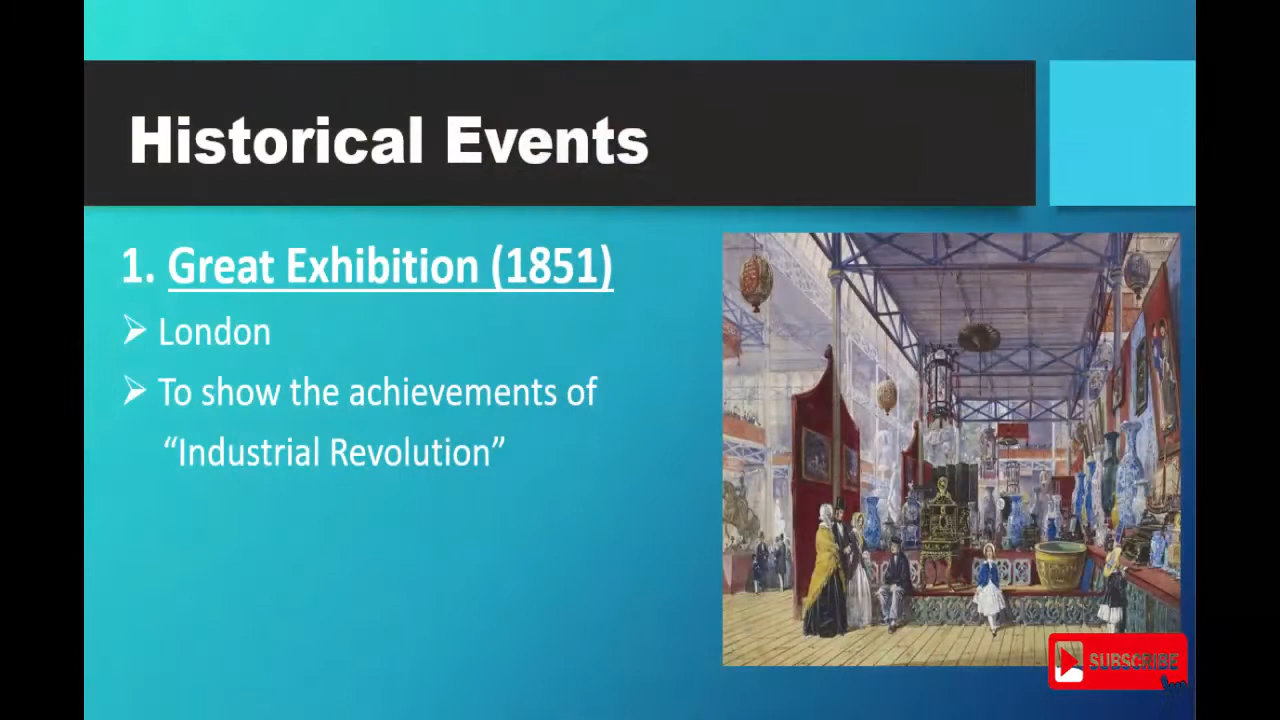 Historical Events
1. Great Exhibition (1851)
➢ London
➢ To show the achievements of
“Industrial Revolution”
SUBSCRIBE